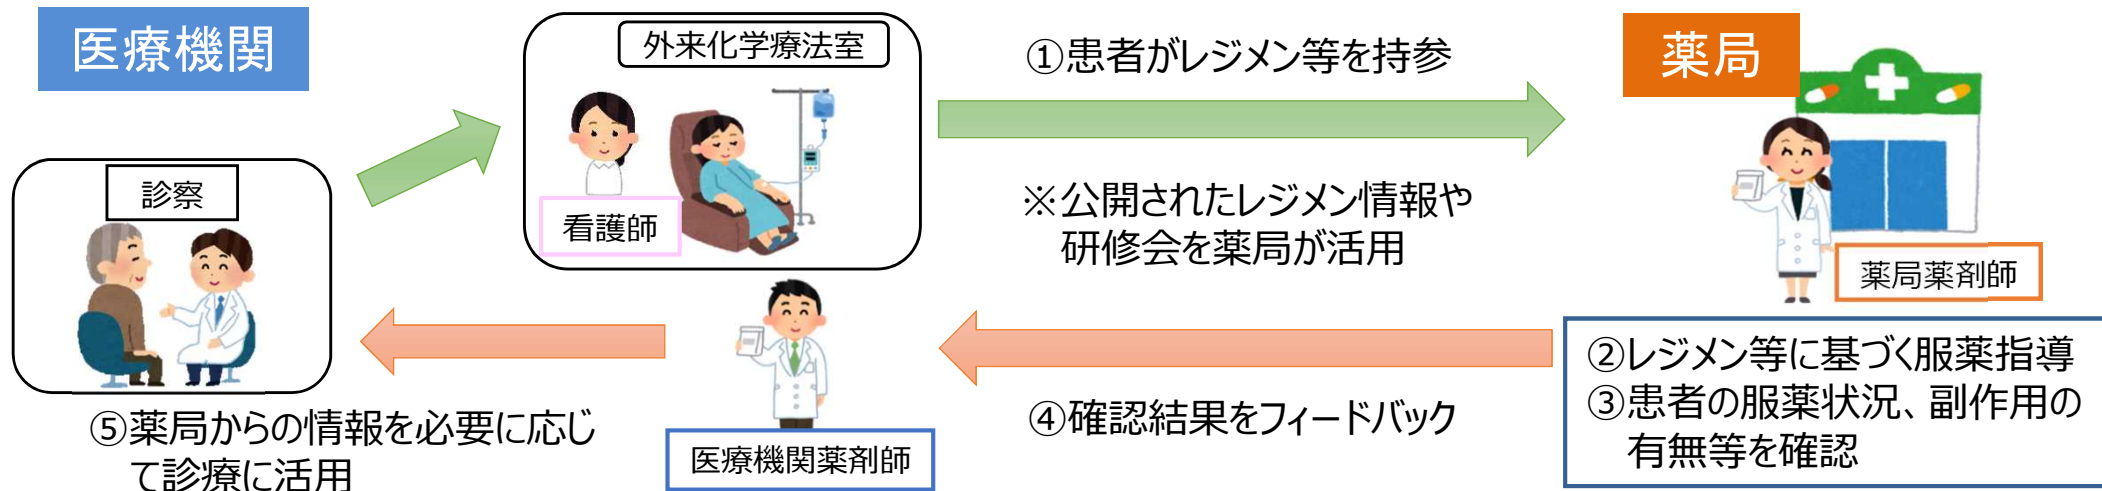 医療機関
外来化学療法室
看護師
診察
①患者がレジメン等を持参
※公開されたレジメン情報や
研修会を薬局が活用
薬局
薬局薬剤師
②レジメン等に基づく服薬指導
③患者の服薬状況、副作用の
有無等を確認
④確認結果をフィードバック
医療機関薬剤師
⑤薬局からの情報を必要に応じ
て診療に活用